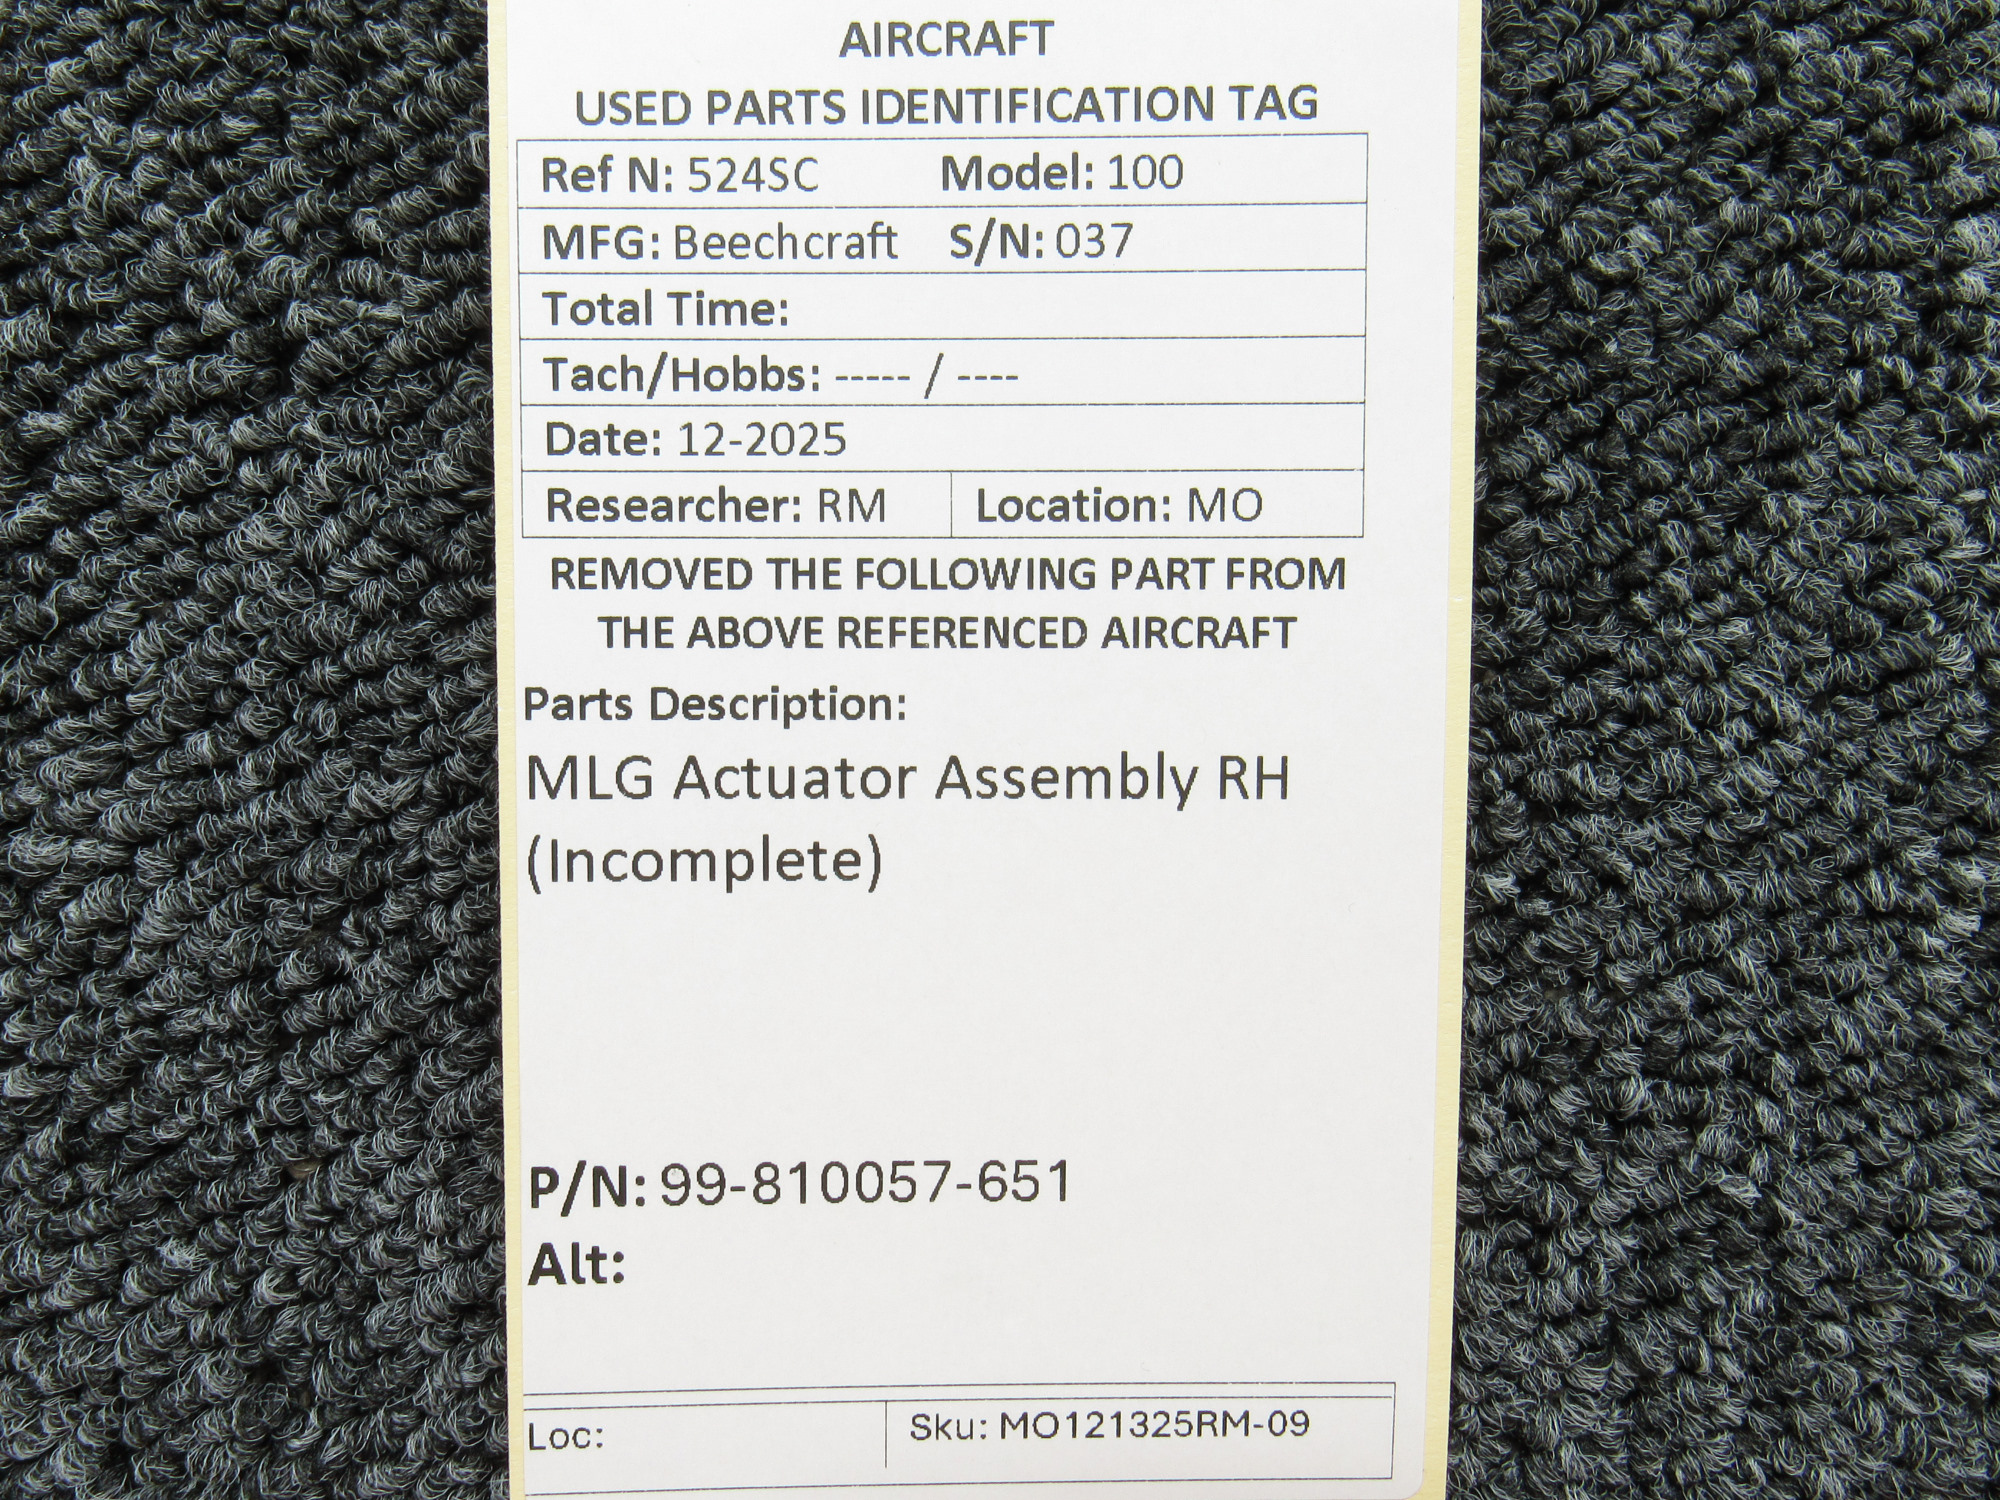 AIRCRAFT
USED PARTS IDENTIFICATION TAG
Ref N: 524SC Model: 100
MFG: Beechcraft S/N: 037
Total Time:
Tach/Hobbs: ----- / ----
Date: 12-2025
Researcher: RM Location: MO
REMOVED THE FOLLOWING PART FROM
THE ABOVE REFERENCED AIRCRAFT
Parts Description:
MLG Actuator Assembly RH
(Incomplete)
P/N: 99-810057-651
Alt:
Loc: Sku: MO121325RM-09